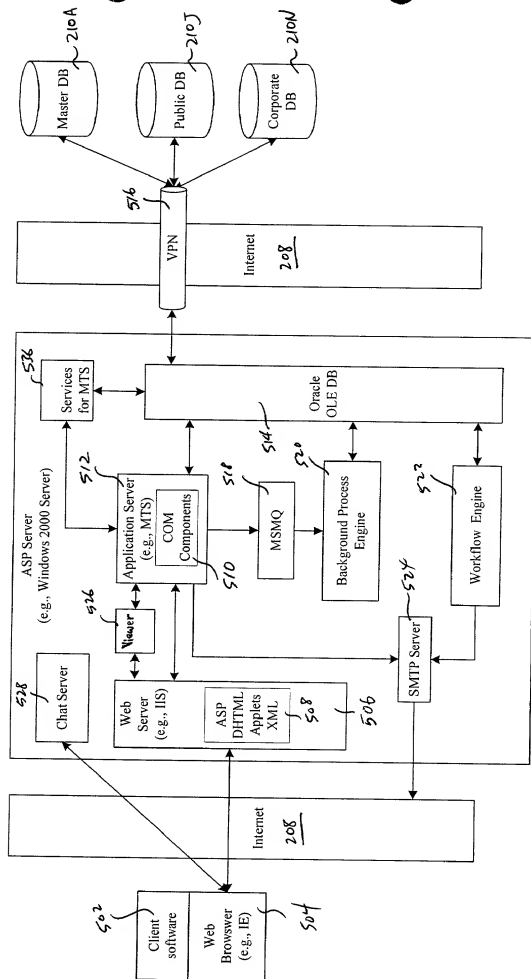 502
Client
software
Web
Browswer
(e.g., IE)
504
Internet
208
ASP Server
(e.g., Windows 2000 Server)
528
Chat Server
526
Viewer
Web
Server
(e.g., IIS)
ASP
DHTML
Applets
XML
508
506
512
Application Server
(e.g., MTS)
COM
Components
510
536
Services
for MTS
518
MSMQ
520
Background Process
Engine
514
Oracle
OLE DB
522
Workflow Engine
524
SMTP Server
516
VPN
Internet
208
Master DB
210A
Public DB
210J
Corporate
DB
210N